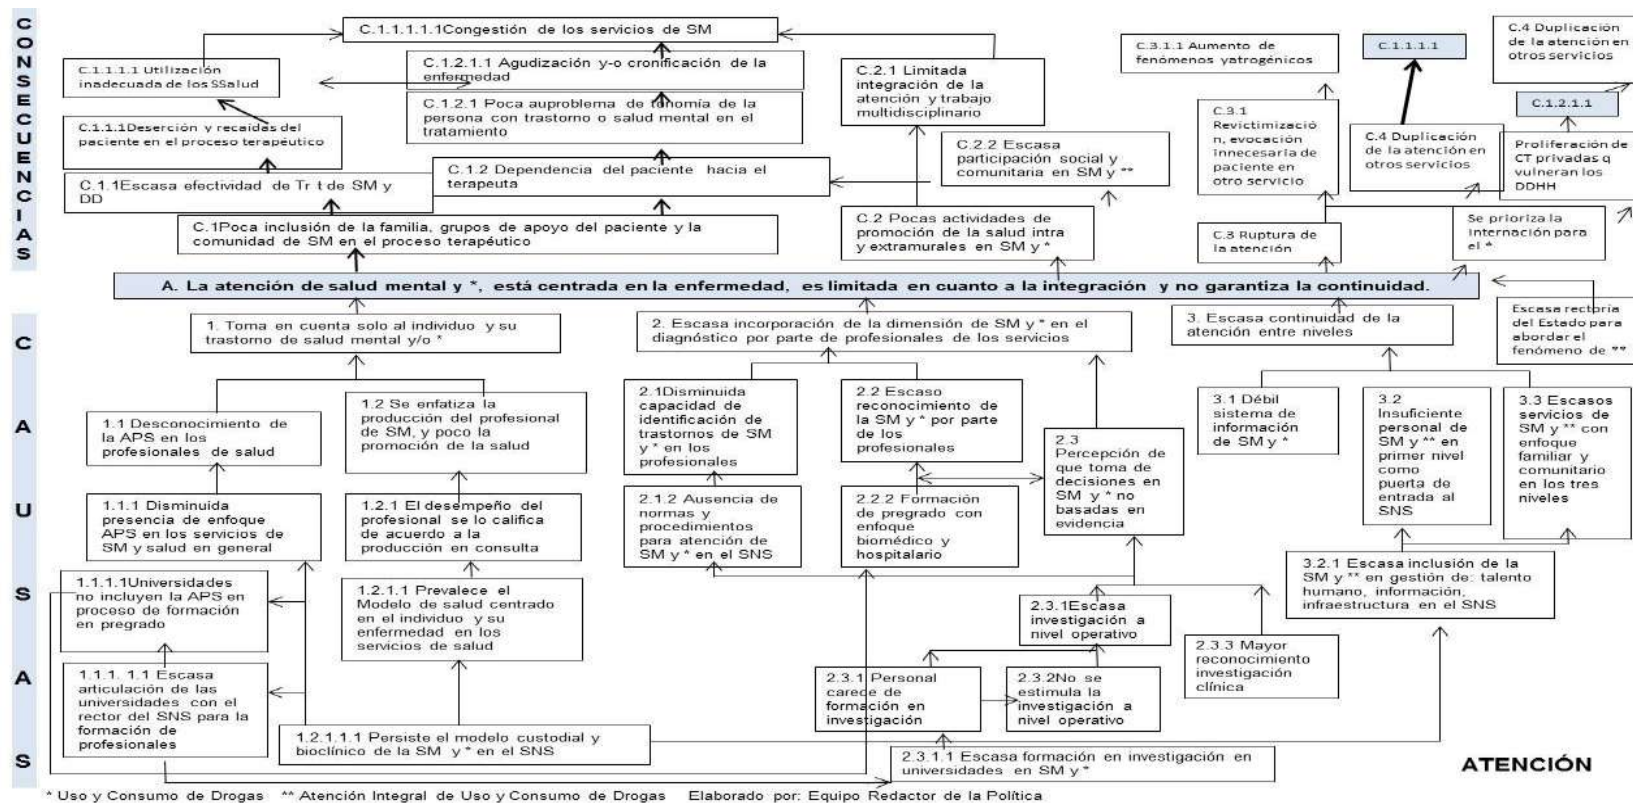 CONSECUENCIAS
C.1.1.1.1.1Congestión de los servicios de SM
C.1.1.1.1 Utilización
inadecuada de los SSalud
C.1.2.1.1 Agudización y-o cronificación de la
enfermedad
C.1.1.1Deserción y recaídas del
paciente en el proceso terapéutico
C.1.2.1 Poca auproblema de tonomía de la
persona con trastorno o salud mental en el
tratamiento
C.1.1Escasa efectividad de Tr t de SM y
DD
C.1.2 Dependencia del paciente hacia el
terapeuta
C.1Poca inclusión de la familia, grupos de apoyo del paciente y la
comunidad de SM en el proceso terapéutico
C.2.1 Limitada
integración de la
atención y trabajo
multidisciplinario
C.2.2 Escasa
participación social y
comunitaria en SM y **
C.2 Pocas actividades de
promoción de la salud intra
y extramurales en SM y *
C.3.1.1 Aumento de
fenómenos yatrogénicos
C.3.1
Revictimizació
n, evocación
innecesaria de
paciente en
otro servicio
C.3 Ruptura de
la atención
C.1.1.1.1
C.4 Duplicación
de la atención en
otros servicios
C.4 Duplicación
de la atención en
otros servicios
C.1.2.1.1
Proliferación de
CT privadas q
vulneran los
DDHH
Se prioriza la
internación para
el *
A. La atención de salud mental y *, está centrada en la enfermedad, es limitada en cuanto a la integración y no garantiza la continuidad.
CAUSAS
1. Toma en cuenta solo al individuo y su
trastorno de salud mental y/o *
2. Escasa incorporación de la dimensión de SM y * en el
diagnóstico por parte de profesionales de los servicios
3. Escasa continuidad de la
atención entre niveles
Escasa rectoría
del Estado para
abordar el
fenómeno de **
1.1 Desconocimiento de
la APS en los
profesionales de salud
1.2 Se enfatiza la
producción del profesional
de SM, y poco la
promoción de la salud
2.1Disminuida
capacidad de
identificación de
trastornos de SM
y * en los
profesionales
2.2 Escaso
reconocimiento de
la SM y * por parte
de los
profesionales
2.3
Percepción de
que toma de
decisiones en
SM y * no
basadas en
evidencia
3.1 Débil
sistema de
información
de SM y *
3.2
Insuficiente
personal de
SM y ** en
primer nivel
como
puerta de
entrada al
SNS
3.3 Escasos
servicios de
SM y ** con
enfoque
familiar y
comunitario
en los tres
niveles
1.1.1 Disminuida
presencia de enfoque
APS en los servicios de
SM y salud en general
1.2.1 El desempeño del
profesional se lo califica
de acuerdo a la
producción en consulta
2.1.2 Ausencia de
normas y
procedimientos
para atención de
SM y * en el SNS
2.2.2 Formación
de pregrado con
enfoque
biomédico y
hospitalario
1.1.1.1Universidades
no incluyen la APS en
proceso de formación
en pregrado
1.2.1.1 Prevalece el
Modelo de salud centrado
en el individuo y su
enfermedad en los
servicios de salud
3.2.1 Escasa inclusión de la
SM y ** en gestión de: talento
humano, información,
infraestructura en el SNS
2.3.1Escasa
investigación a
nivel operativo
2.3.3 Mayor
reconocimiento
investigación
clínica
1.1.1. 1.1 Escasa
articulación de las
universidades con el
rector del SNS para la
formación de
profesionales
2.3.1 Personal
carece de
formación en
investigación
2.3.2No se
estimula la
investigación a
nivel operativo
1.2.1.1.1 Persiste el modelo custodial y
bioclínico de la SM y * en el SNS
2.3.1.1 Escasa formación en investigación en
universidades en SM y *
ATENCIÓN
* Uso y Consumo de Drogas ** Atención Integral de Uso y Consumo de Drogas Elaborado por: Equipo Redactor de la Política